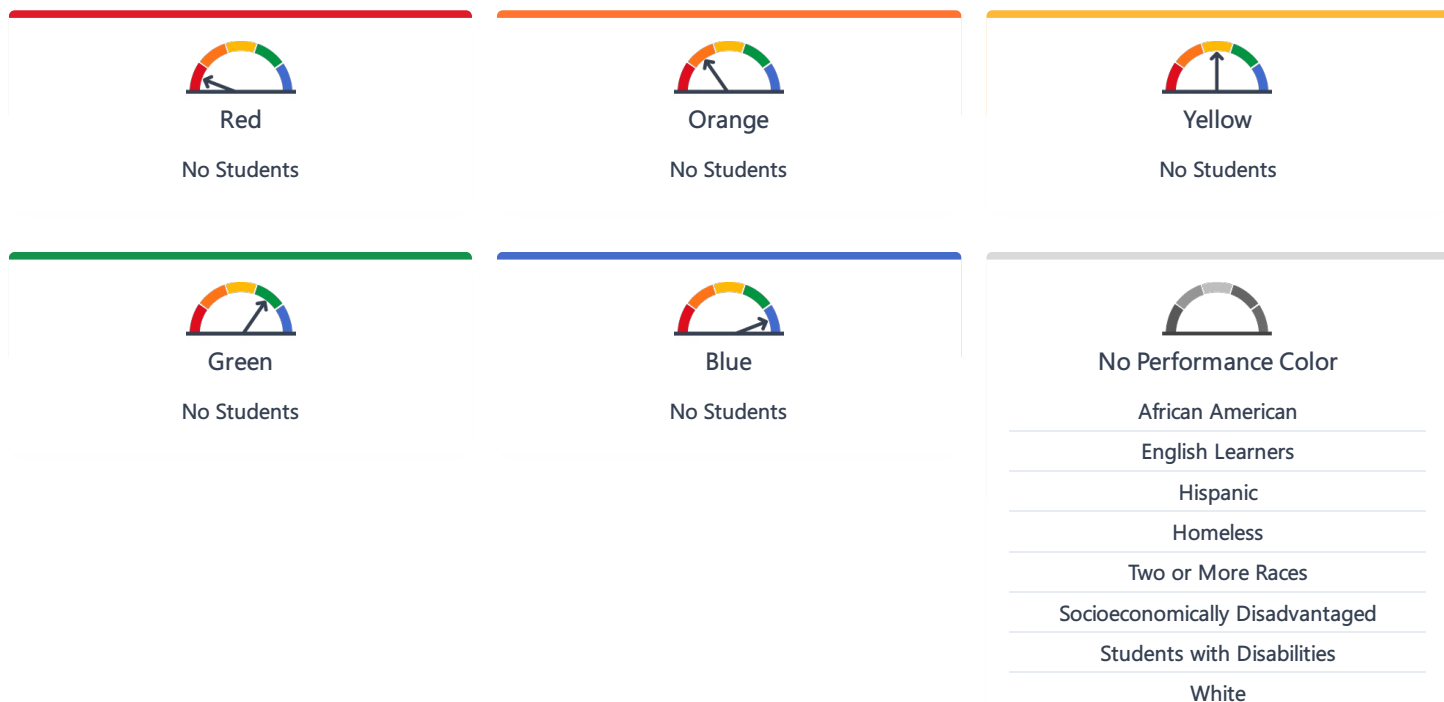 Red
No Students
Orange
No Students
Yellow
No Students
Green
No Students
Blue
No Students
No Performance Color
African American
English Learners
Hispanic
Homeless
Two or More Races
Socioeconomically Disadvantaged
Students with Disabilities
White